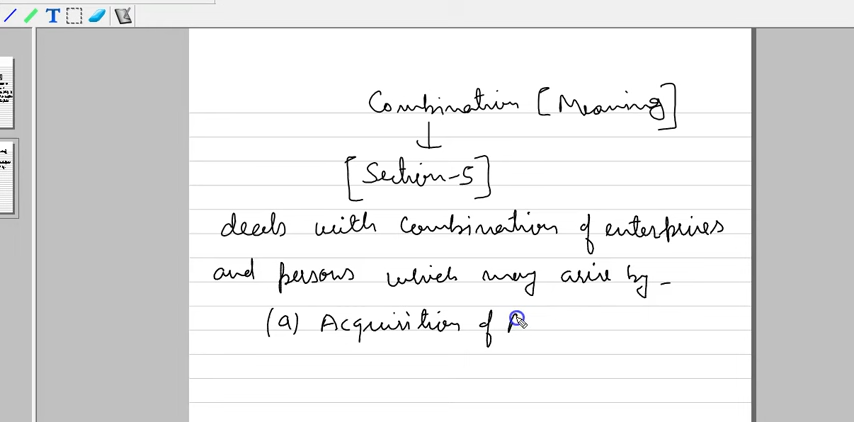 Combination [Meaning]
[Section-5]
deals with Combination of enterprises
and persons which may arise by -
(a) Acquisition of